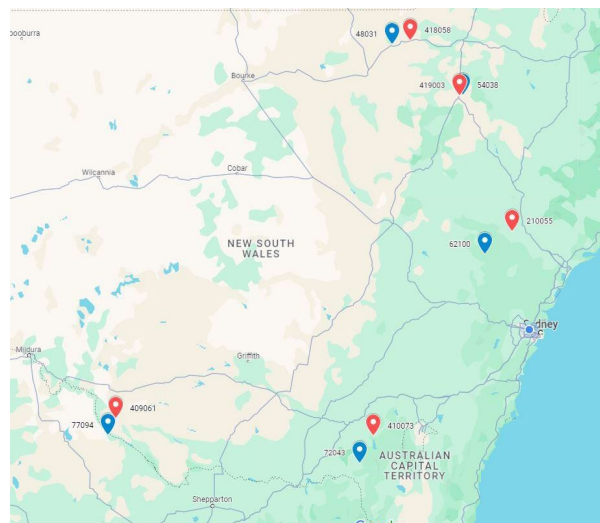 48031
418058
Bourke
419003
54038
Wilcannia
Cobar
210055
NEW SOUTH
WALES
62100
Sydney
Mildura
Griffith
409061
77094
410073
72043
AUSTRALIAN
CAPITAL
TERRITORY
Shepparton